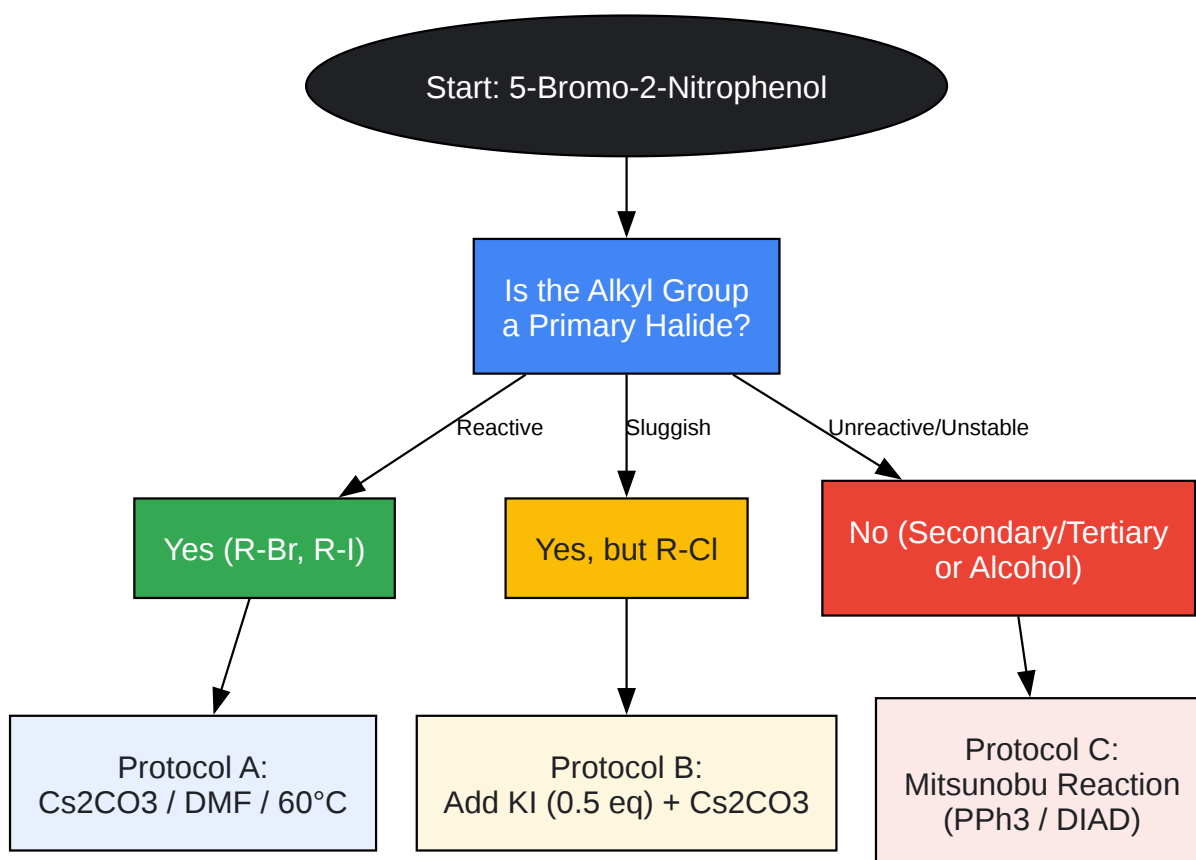 Start: 5-Bromo-2-Nitrophenol
Is the Alkyl Group
a Primary Halide?
Reactive
Sluggish
Unreactive/Unstable
Yes (R-Br, R-I)
Yes, but R-Cl
No (Secondary/Tertiary
or Alcohol)
Protocol A:
Cs2CO3 / DMF / 60°C
Protocol B:
Add KI (0.5 eq) + Cs2CO3
Protocol C:
Mitsunobu Reaction
(PPh3 / DIAD)